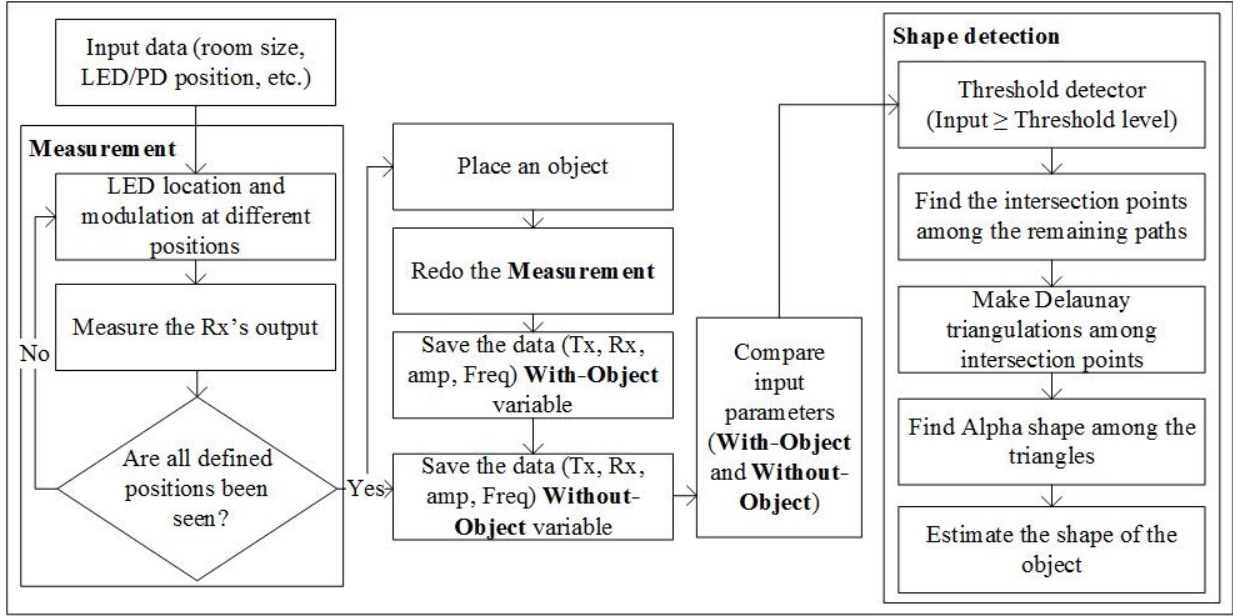 Input data (room size,
LED/PD position, etc.)
Measurement
LED location and
modulation at different
positions
Measure the Rx's output
No
Are all defined
positions been
seen?
Yes
Place an object
Redo the Measurement
Save the data (Tx, Rx,
amp, Freq) With-Object
variable
Save the data (Tx, Rx,
amp, Freq) Without-
Object variable
Compare
input
parameters
(With-Object
and Without-
Object)
Shape detection
Threshold detector
(Input ≥ Threshold level)
Find the intersection points
among the remaining paths
Make Delaunay
triangulations among
intersection points
Find Alpha shape among the
triangles
Estimate the shape of the
object